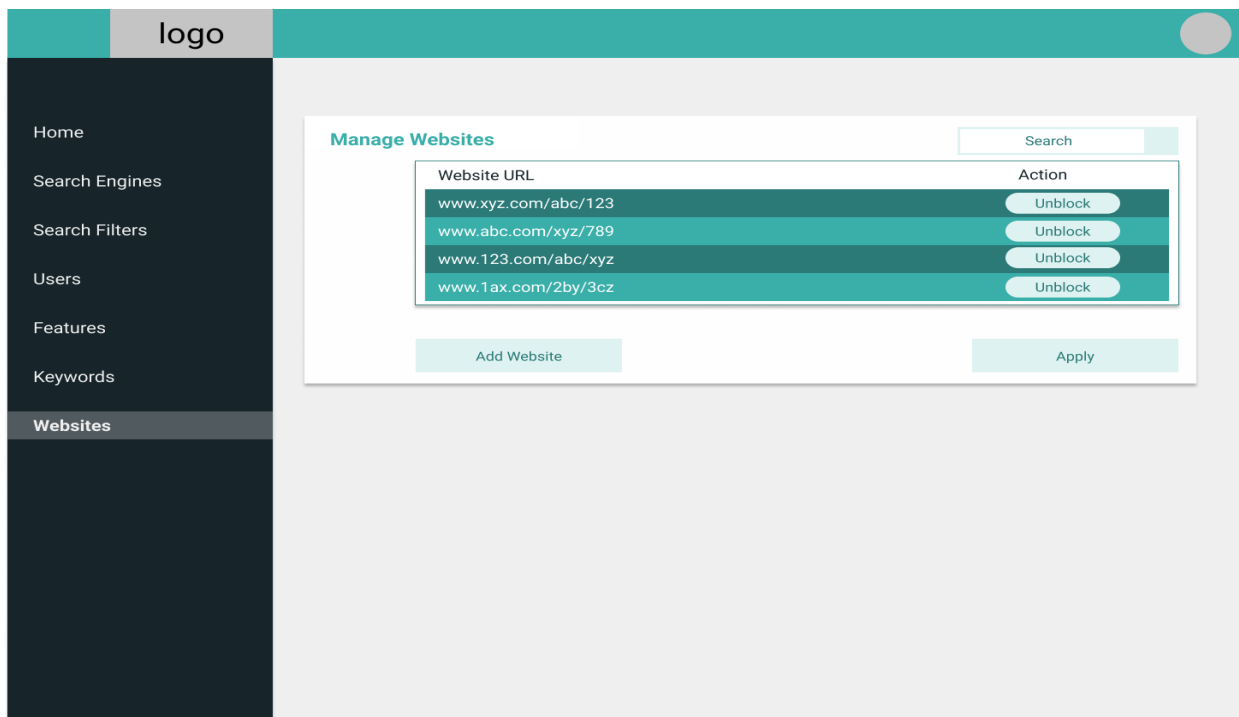 logo
Home
Search Engines
Search Filters
Users
Features
Keywords
Websites
Manage Websites
Search
Website URL Action
www.xyz.com/abc/123 Unblock
www.abc.com/xyz/789 Unblock
www.123.com/abc/xyz Unblock
www.1ax.com/2by/3cz Unblock
Add Website Apply